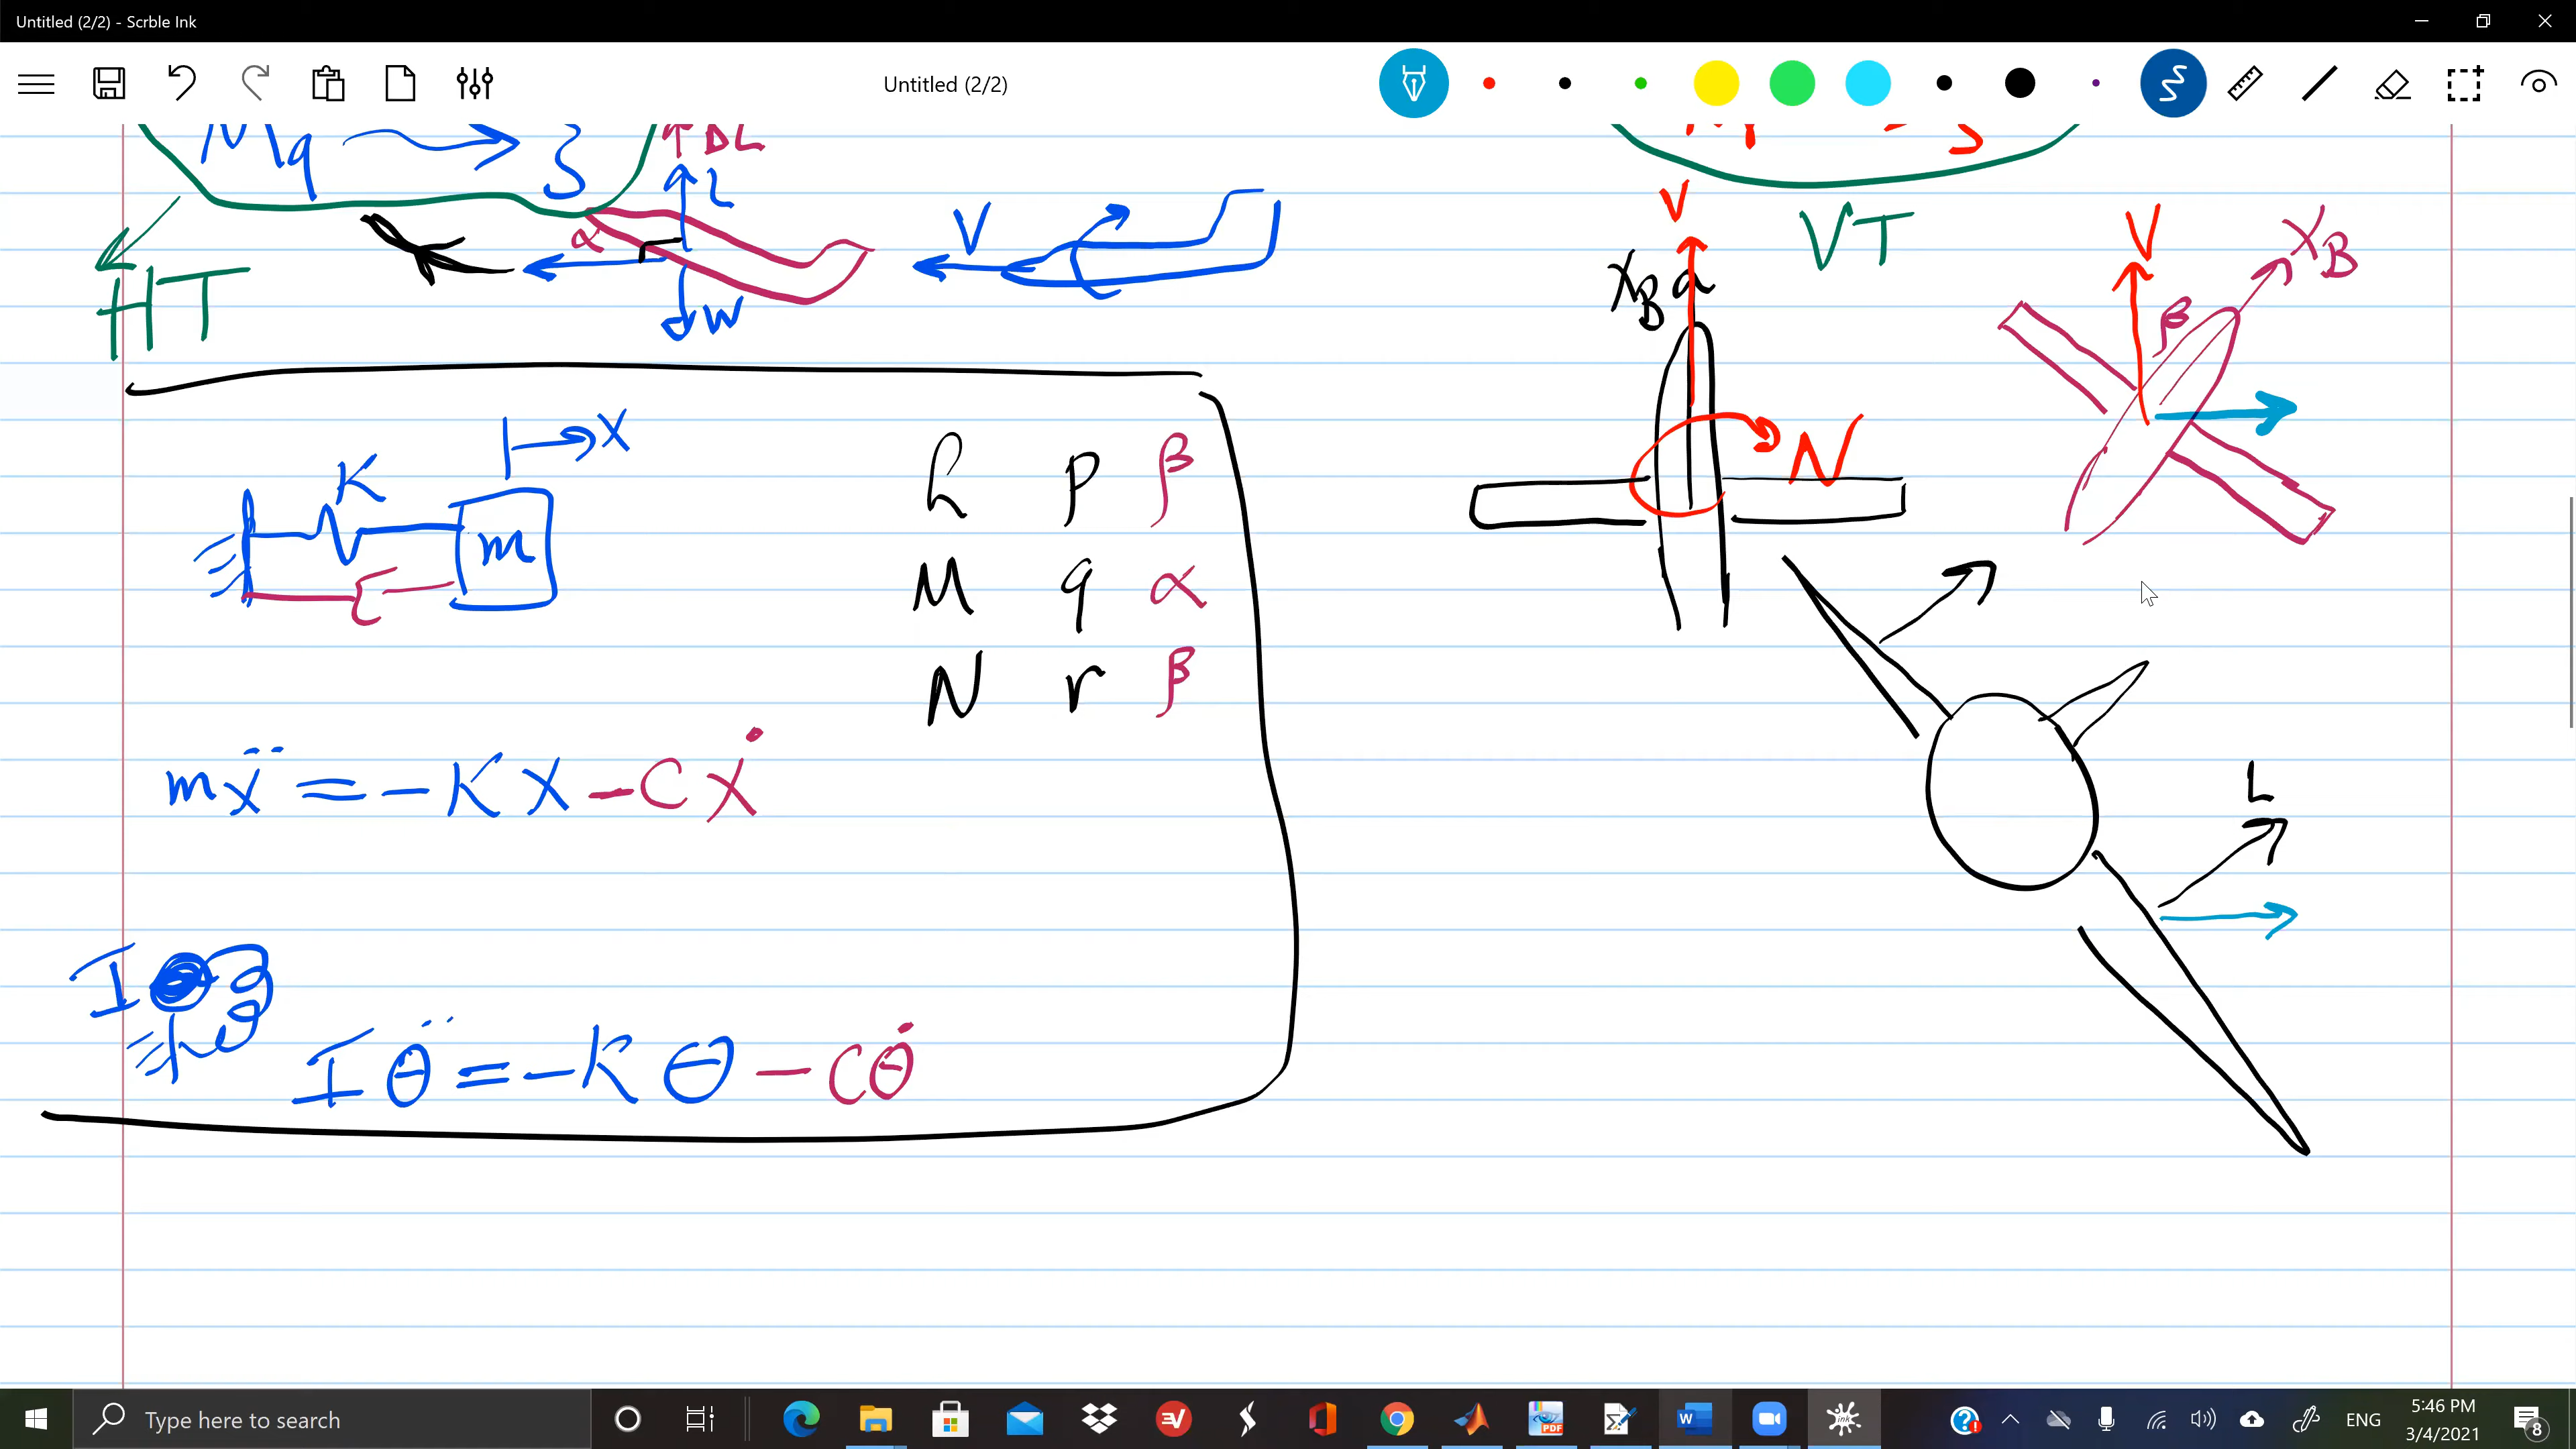 Untitled (2/2) - Scrble Ink
Untitled (2/2)
Mq
ΔL
L
α
V
W
HT
V
X_B
VT
V
X_B
β
N
X
K
m
C
L p β
M q α
N r β
mẍ = -KX - CẊ
L
I
Iθ̈ = -Kθ - Cθ̇
Type here to search
ENG
5:46 PM
3/4/2021
8